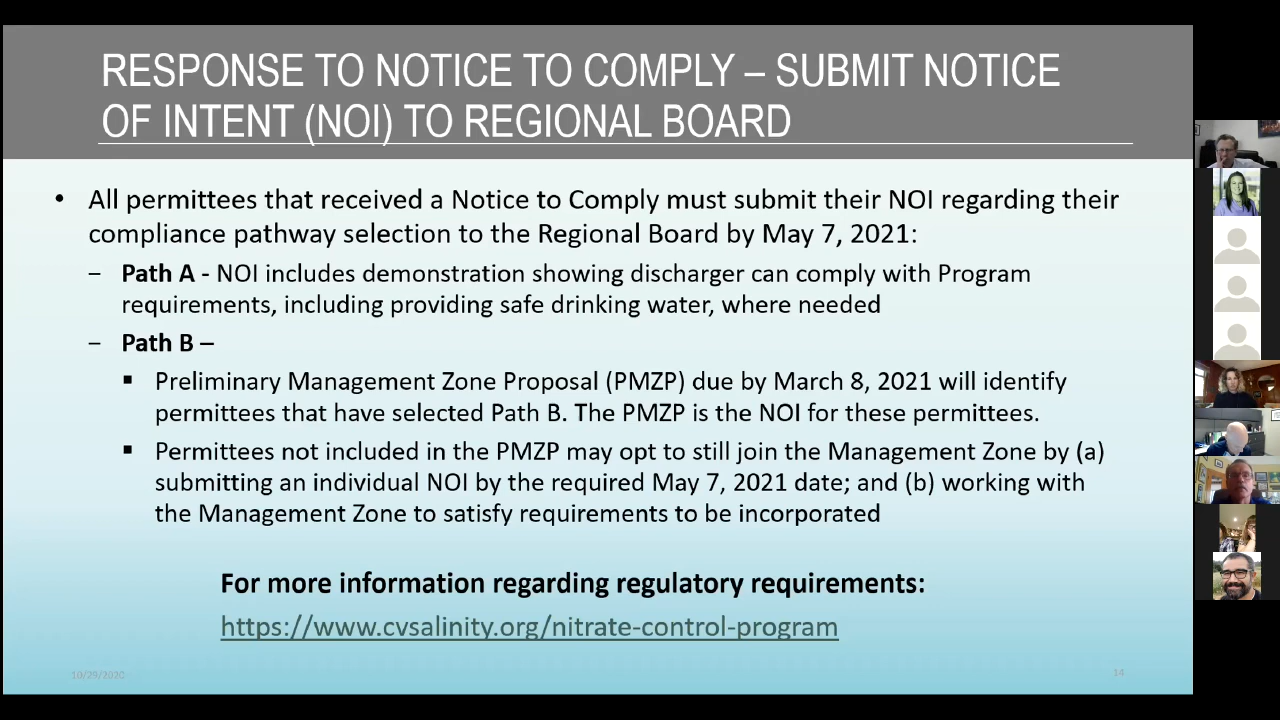 RESPONSE TO NOTICE TO COMPLY – SUBMIT NOTICE
OF INTENT (NOI) TO REGIONAL BOARD
• All permittees that received a Notice to Comply must submit their NOI regarding their
compliance pathway selection to the Regional Board by May 7, 2021:
– Path A - NOI includes demonstration showing discharger can comply with Program
requirements, including providing safe drinking water, where needed
– Path B –
▪ Preliminary Management Zone Proposal (PMZP) due by March 8, 2021 will identify
permittees that have selected Path B. The PMZP is the NOI for these permittees.
▪ Permittees not included in the PMZP may opt to still join the Management Zone by (a)
submitting an individual NOI by the required May 7, 2021 date; and (b) working with
the Management Zone to satisfy requirements to be incorporated
For more information regarding regulatory requirements:
https://www.cvsalinity.org/nitrate-control-program
10/29/2020
14